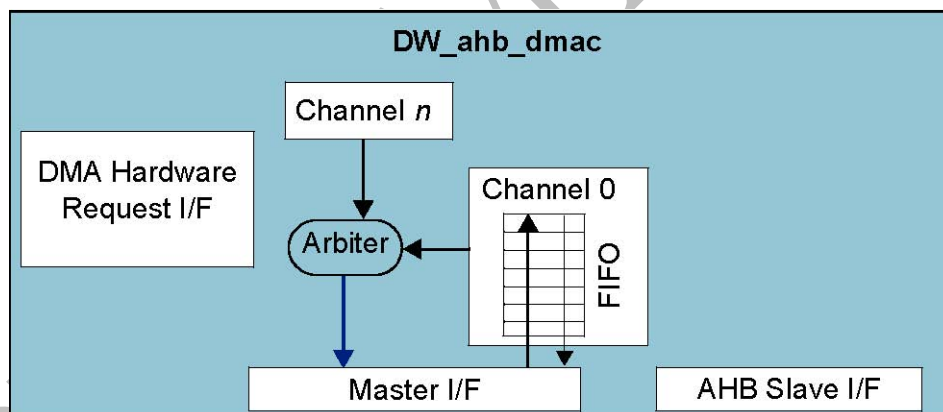 DW_ahb_dmac
Channel n
DMA Hardware
Request I/F
Channel 0
Arbiter
FIFO
Master I/F
AHB Slave I/F